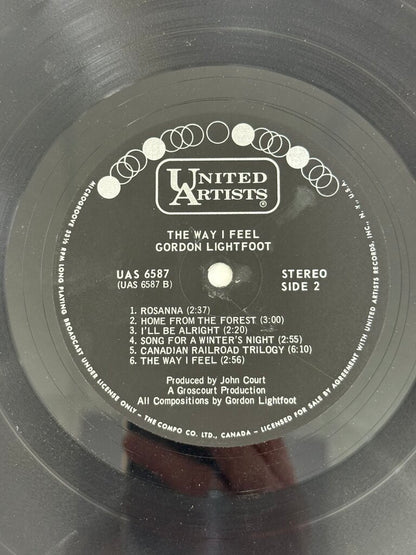 UNITED
ARTISTS®
THE WAY I FEEL
GORDON LIGHTFOOT
UAS 6587
(UAS 6587 B)
STEREO
SIDE 2
1. ROSANNA (2:37)
2. HOME FROM THE FOREST (3:00)
3. I'LL BE ALRIGHT (2:20)
4. SONG FOR A WINTER'S NIGHT (2:55)
5. CANADIAN RAILROAD TRILOGY (6:10)
6. THE WAY I FEEL (2:56)
Produced by John Court
A Groscourt Production
All Compositions by Gordon Lightfoot
MICROGROOVE 33⅓ RPM LONG PLAYING BROADCAST UNDER LICENSE ONLY - THE COMPO CO. LTD., CANADA - LICENSED FOR SALE BY AGREEMENT WITH UNITED ARTISTS RECORDS, INC., N.Y., U.S.A.